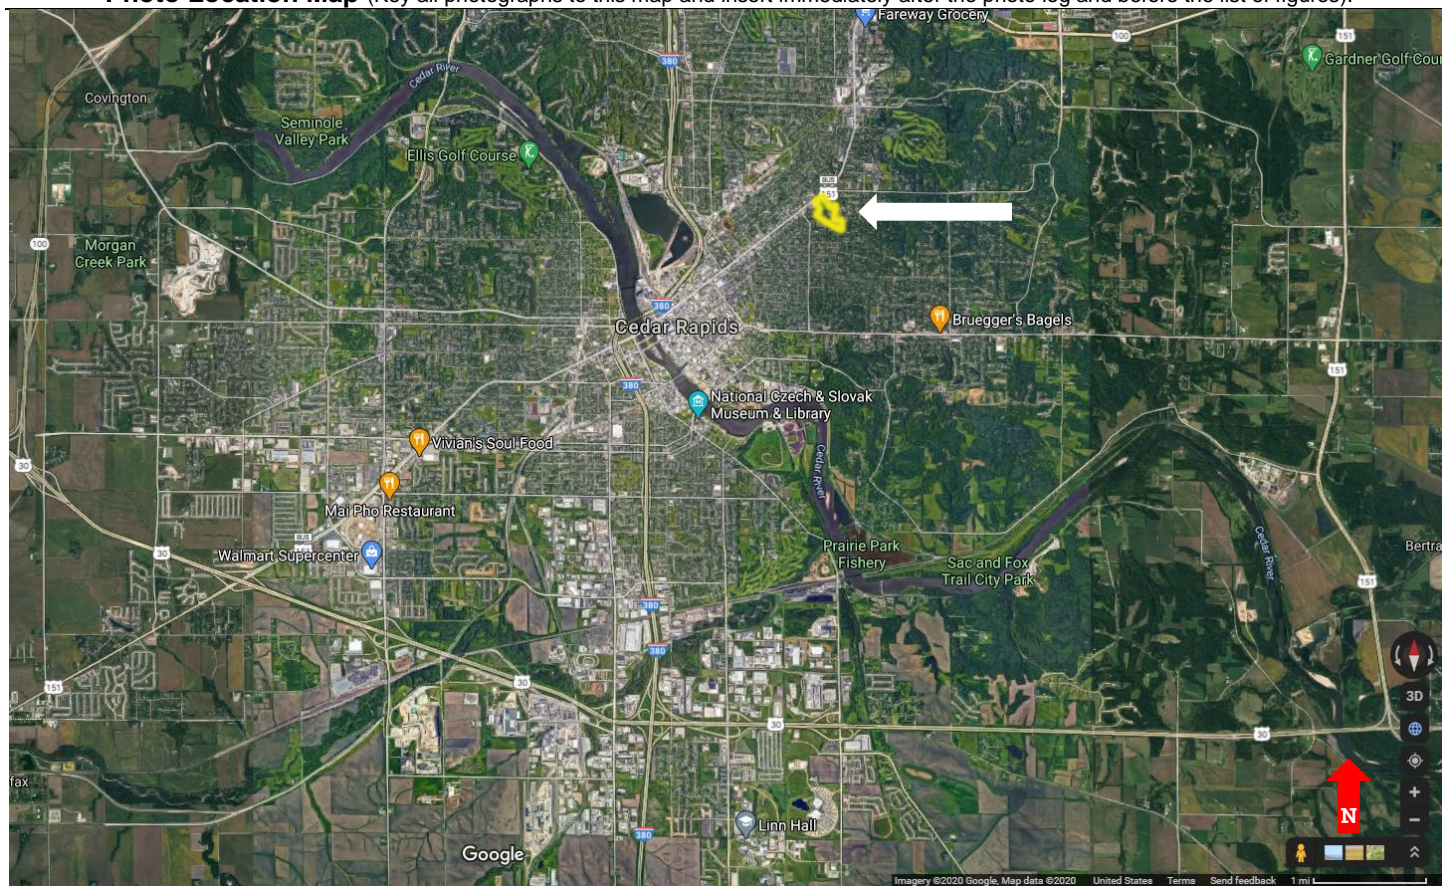 Photo Location Map (Key all photographs to this map and insert immediately after the photo log and before the list of figures).
Fareway Grocery
100
151
380
Gardner Golf Cour
Cedar River
Covington
Seminole
Valley Park
Ellis Golf Course
BUS
151
100
Morgan
Creek Park
380
Cedar Rapids
Bruegger's Bagels
151
380
National Czech & Slovak
Museum & Library
Vivian's Soul Food
30
Cedar River
Mai Pho Restaurant
BUS
30
Walmart Supercenter
Prairie Park
Fishery
Sac and Fox
Trail City Park
Cedar River
Bertra
151
380
380
151
30
3D
30
30
fax
N
Linn Hall
380
Google
Imagery ©2020 Google, Map data ©2020 United States Terms Send feedback 1 mi